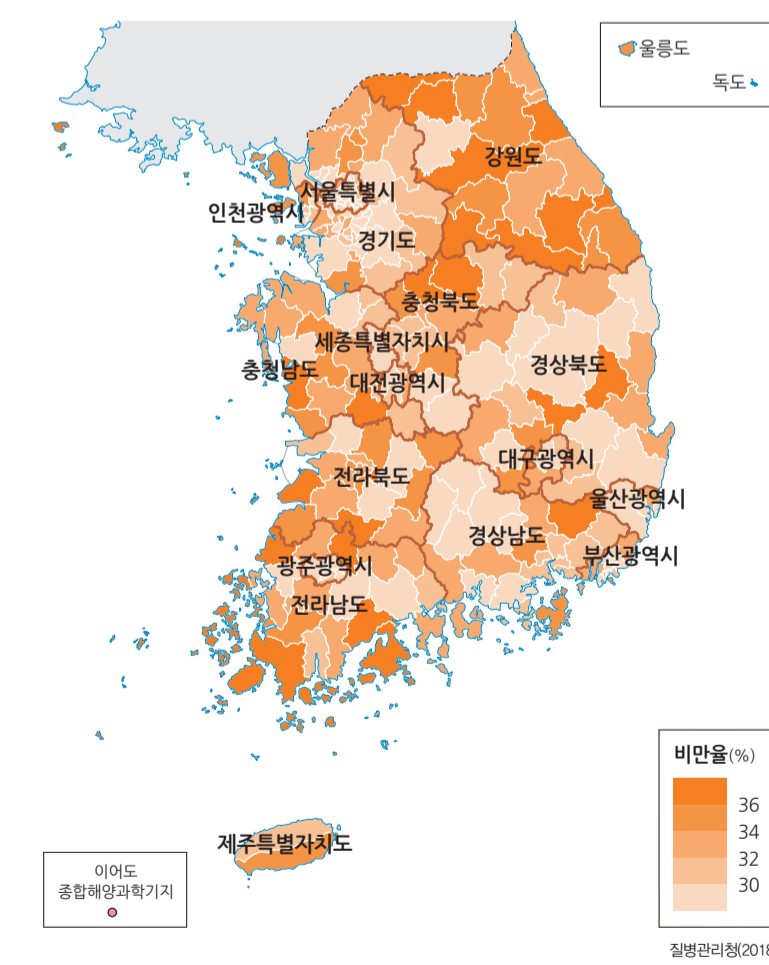 울릉도
독도
강원도
서울특별시
인천광역시
경기도
충청북도
세종특별자치시
충청남도
경상북도
대전광역시
대구광역시
전라북도
울산광역시
경상남도
부산광역시
광주광역시
전라남도
제주특별자치도
비만율(%)
36
34
32
30
이어도
종합해양과학기지
질병관리청(2018